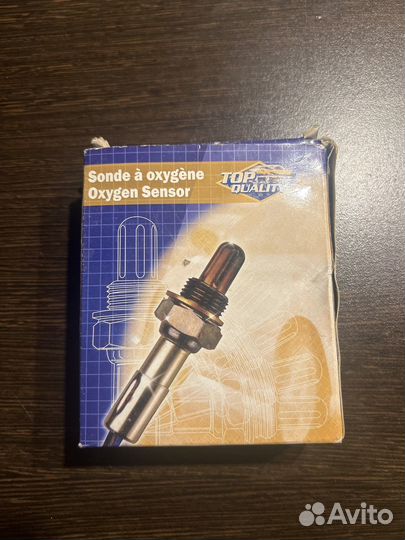 Sonde à oxygène
Oxygen Sensor
TOP
QUALITY
Avito